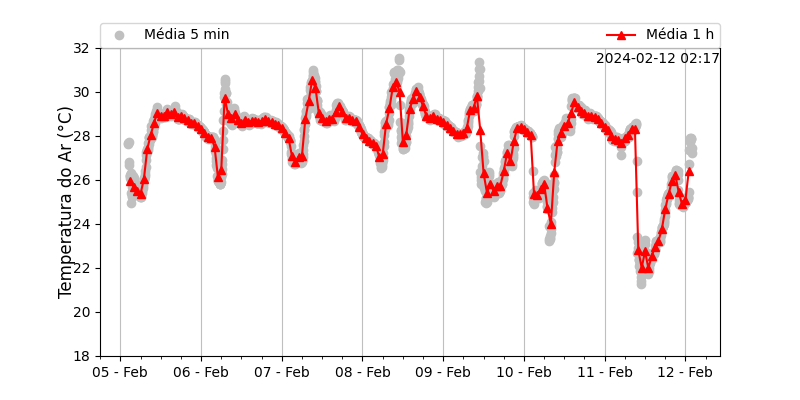 Média 5 min
Média 1 h
2024-02-12 02:17
Temperatura do Ar (°C)
32
30
28
26
24
22
20
18
05 - Feb
06 - Feb
07 - Feb
08 - Feb
09 - Feb
10 - Feb
11 - Feb
12 - Feb